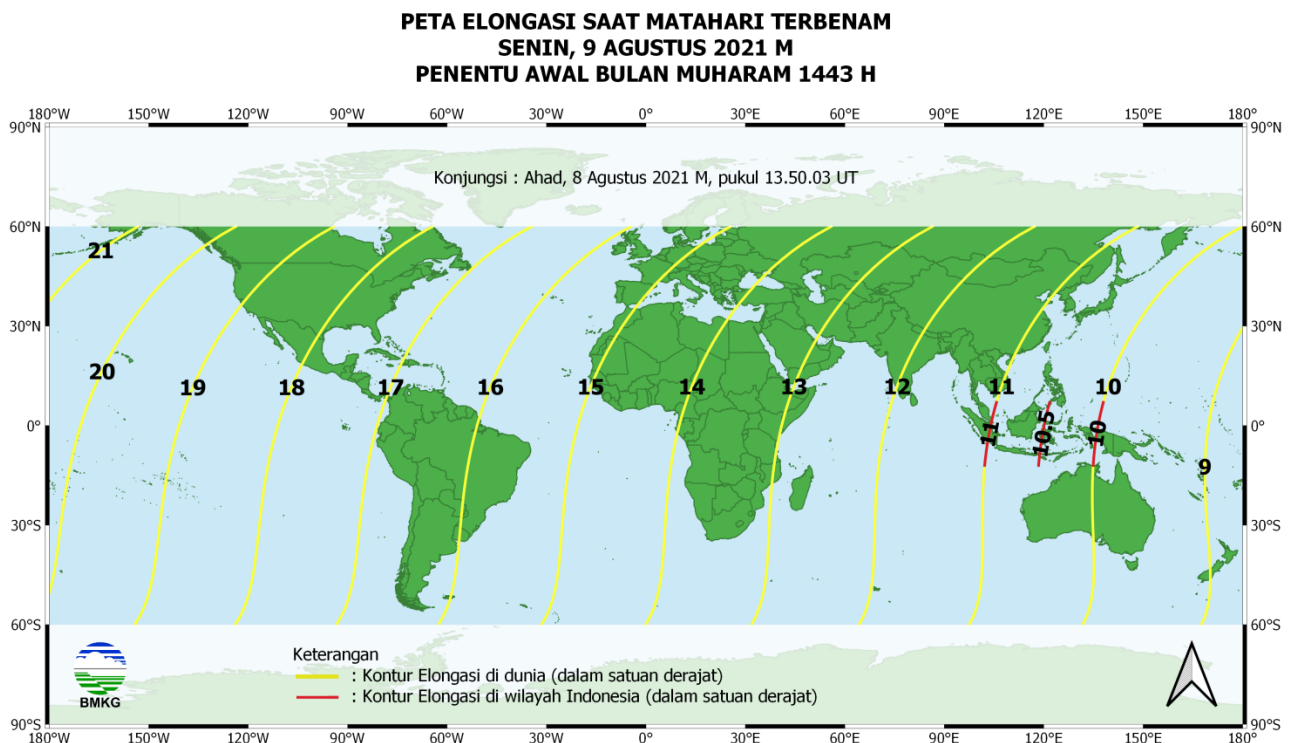 PETA ELONGASI SAAT MATAHARI TERBENAM
SENIN, 9 AGUSTUS 2021 M
PENENTU AWAL BULAN MUHARAM 1443 H
180°W 150°W 120°W 90°W 60°W 30°W 0° 30°E 60°E 90°E 120°E 150°E 180°
90°N 90°N
Konjungsi : Ahad, 8 Agustus 2021 M, pukul 13.50.03 UT
60°N 60°N
21
30°N 30°N
20 19 18 17 16 15 14 13 12 11 10
0° 11 10.5 10 0°
9
30°S 30°S
60°S 60°S
Keterangan
: Kontur Elongasi di dunia (dalam satuan derajat)
: Kontur Elongasi di wilayah Indonesia (dalam satuan derajat)
BMKG
90°S 90°S
180°W 150°W 120°W 90°W 60°W 30°W 0° 30°E 60°E 90°E 120°E 150°E 180°